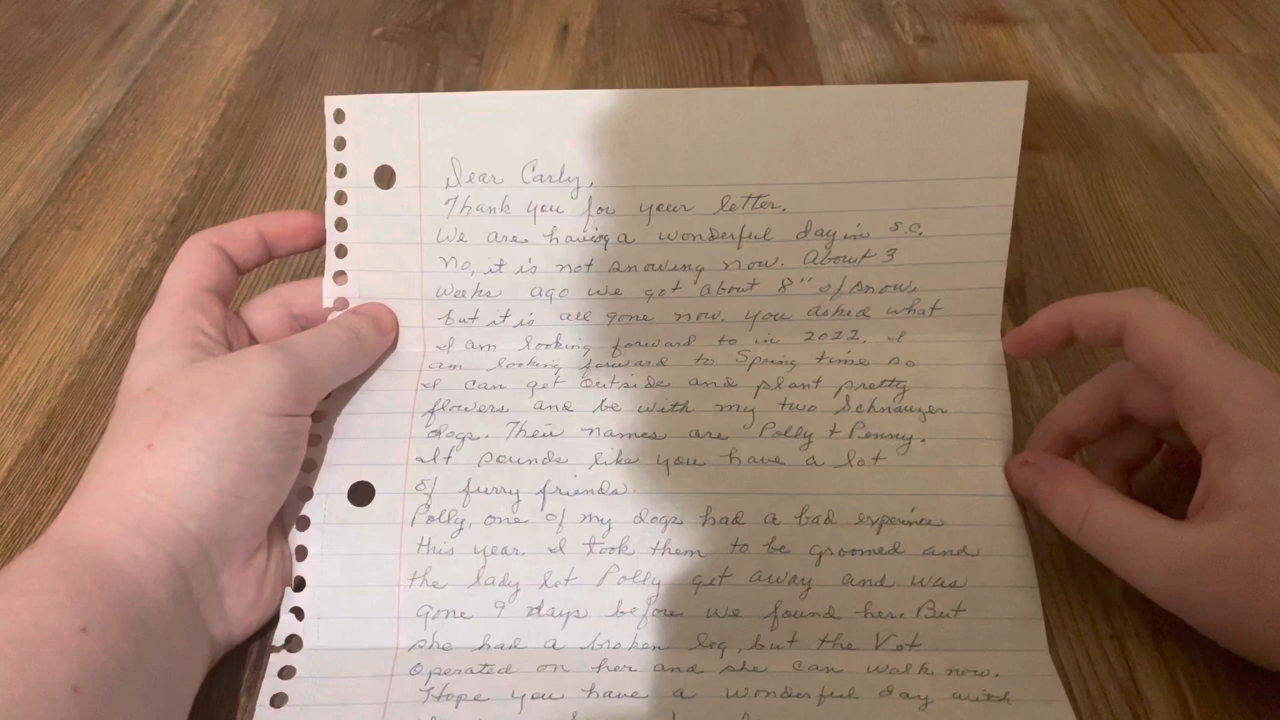 Dear Carly,
Thank you for your letter.
We are having a wonderful day in S.C.
No, it is not snowing now. About 3
weeks ago we got about 8" of snow,
but it is all gone now. You asked what
I am looking forward to in 2022. I
am looking forward to Spring time so
I can get outside and plant pretty
flowers and be with my two Schnauzer
dogs. Their names are Polly + Penny.
It sounds like you have a lot
of furry friends.
Polly, one of my dogs had a bad experince
this year. I took them to be groomed and
the lady let Polly get away and was
gone 9 days before we found her. But
she had a broken leg, but the Vet
operated on her and she can walk now.
Hope you have a wonderful day with